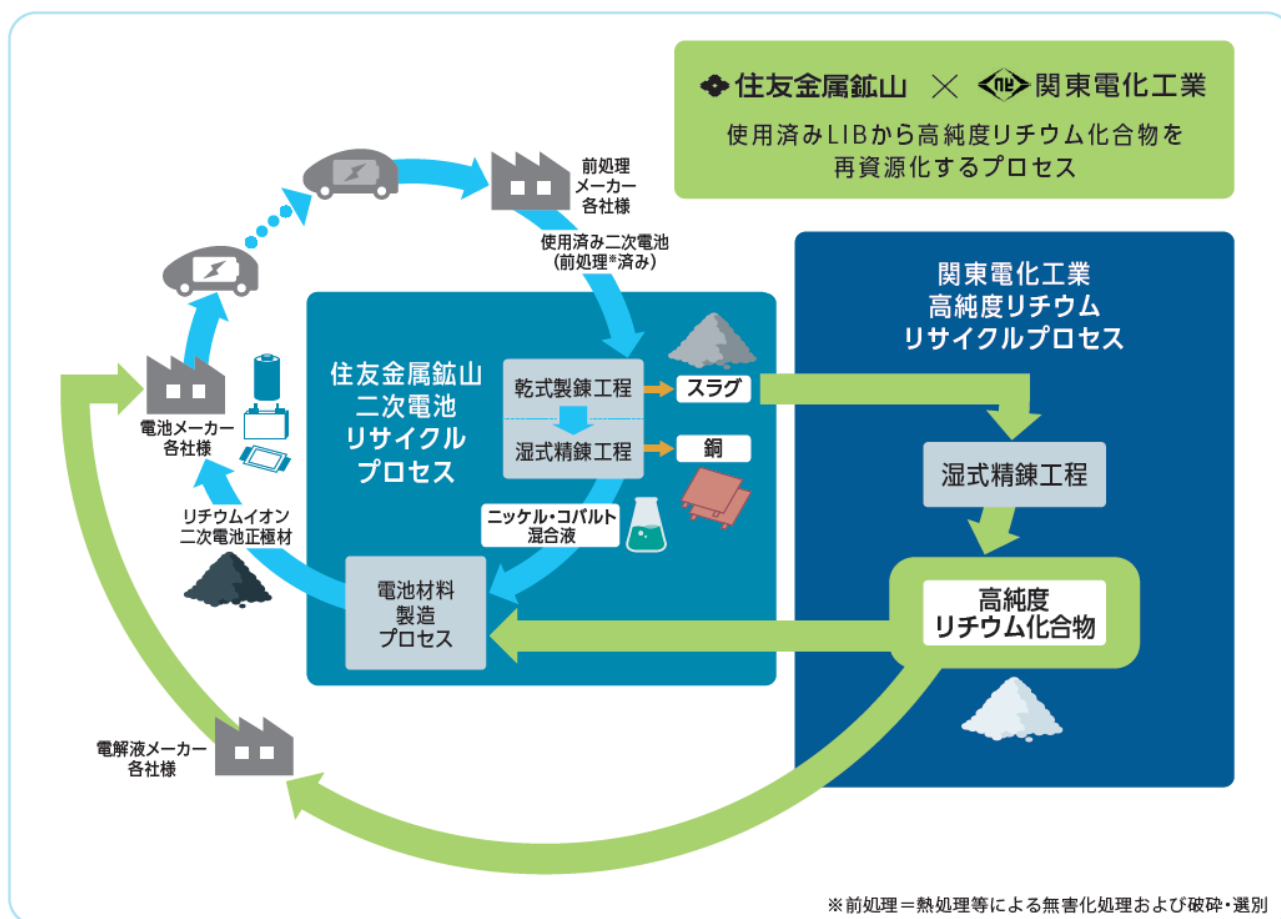 住友金属鉱山 × 関東電化工業
使用済みLIBから高純度リチウム化合物を
再資源化するプロセス
前処理
メーカー
各社様
使用済み二次電池
(前処理※済み)
関東電化工業
高純度リチウム
リサイクルプロセス
住友金属鉱山
二次電池
リサイクル
プロセス
乾式製錬工程
スラグ
湿式精錬工程
銅
湿式精錬工程
電池メーカー
各社様
ニッケル・コバルト
混合液
リチウムイオン
二次電池正極材
電池材料
製造
プロセス
高純度
リチウム化合物
電解液メーカー
各社様
※前処理=熱処理等による無害化処理および破砕・選別